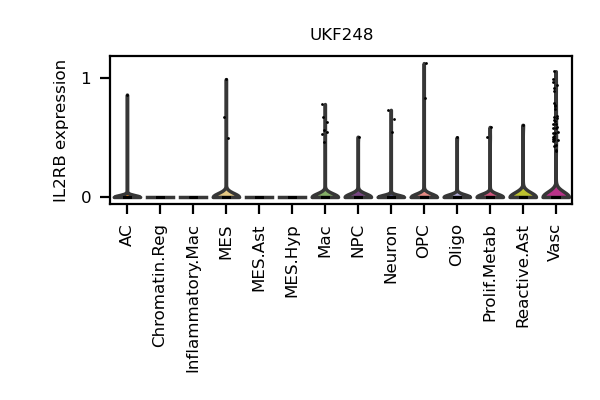 UKF248
IL2RB expression
1
0
AC
Chromatin.Reg
Inflammatory.Mac
MES
MES.Ast
MES.Hyp
Mac
NPC
Neuron
OPC
Oligo
Prolif.Metab
Reactive.Ast
Vasc